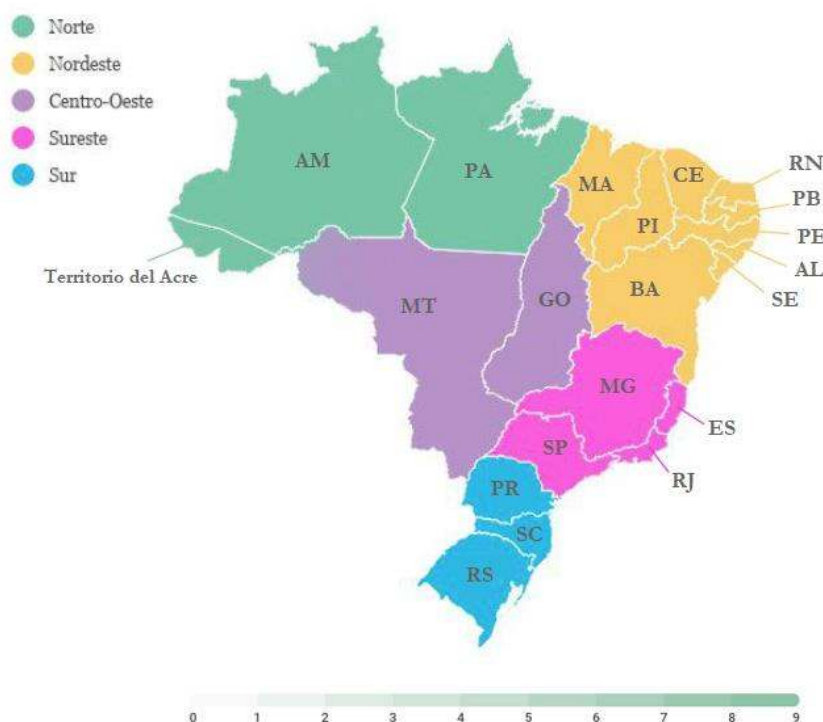 Norte
Nordeste
Centro-Oeste
Sureste
Sur
AM
PA
MA
CE
RN
PB
PI
PE
AL
SE
Territorio del Acre
MT
GO
BA
MG
ES
SP
RJ
PR
SC
RS
0 1 2 3 4 5 6 7 8 9